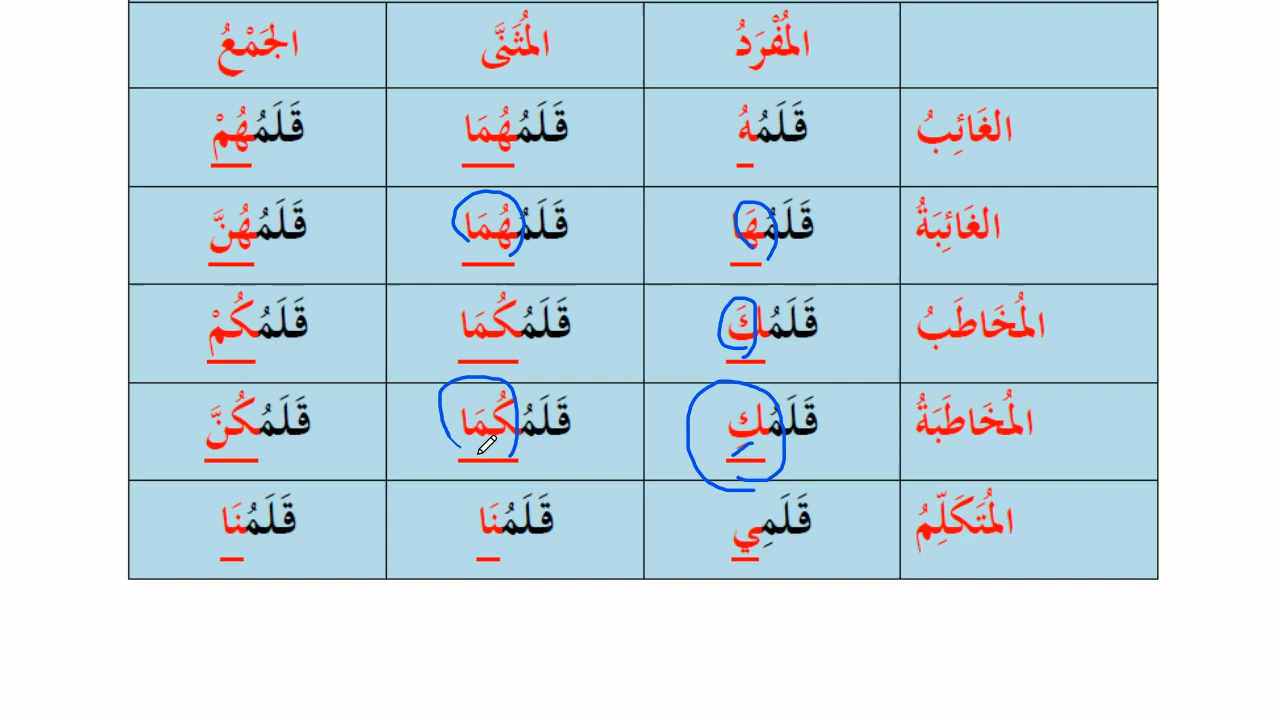 المُفْرَدُ المُثَنَّى الجَمْعُ
الغَائِبُ قَلَمُهُ قَلَمُهُمَا قَلَمُهُمْ
الغَائِبَةُ قَلَمُهَا قَلَمُهُمَا قَلَمُهُنَّ
المُخَاطَبُ قَلَمُكَ قَلَمُكُمَا قَلَمُكُمْ
المُخَاطَبَةُ قَلَمُكِ قَلَمُكُمَا قَلَمُكُنَّ
المُتَكَلِّمُ قَلَمِي قَلَمُنَا قَلَمُنَا